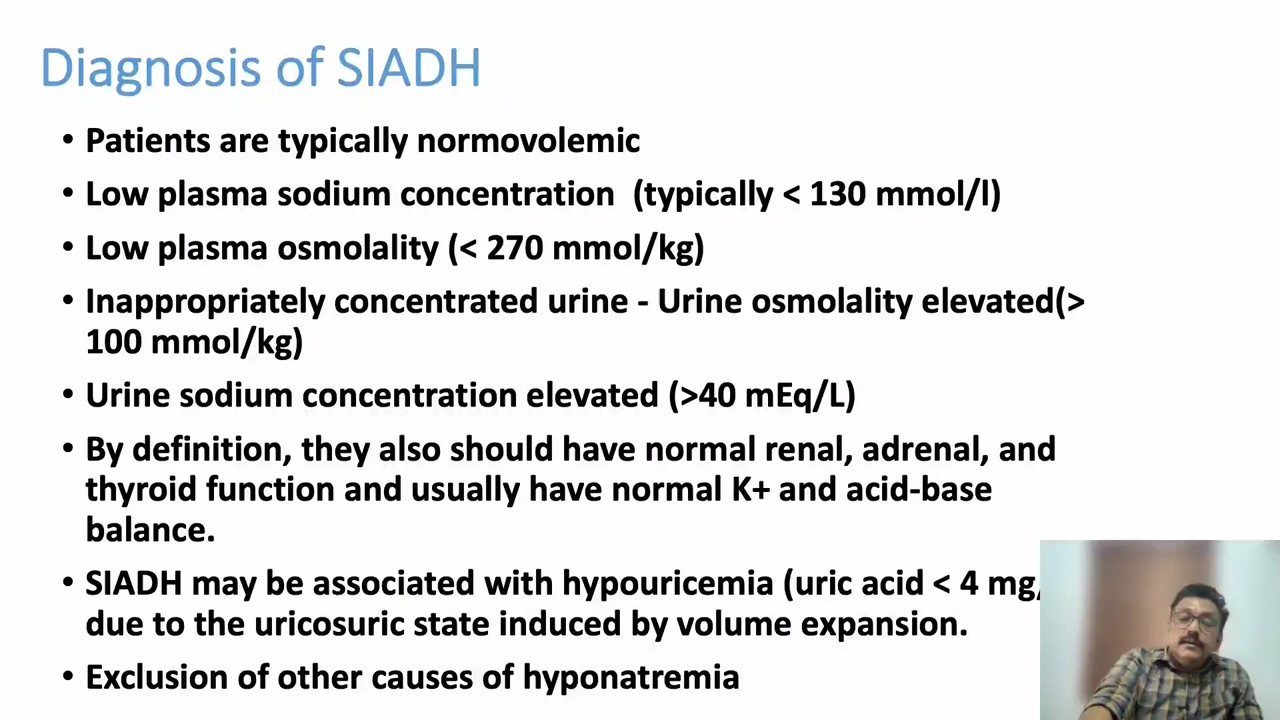 Diagnosis of SIADH
• Patients are typically normovolemic
• Low plasma sodium concentration (typically < 130 mmol/l)
• Low plasma osmolality (< 270 mmol/kg)
• Inappropriately concentrated urine - Urine osmolality elevated(>
100 mmol/kg)
• Urine sodium concentration elevated (>40 mEq/L)
• By definition, they also should have normal renal, adrenal, and
thyroid function and usually have normal K+ and acid-base
balance.
• SIADH may be associated with hypouricemia (uric acid < 4 mg/
due to the uricosuric state induced by volume expansion.
• Exclusion of other causes of hyponatremia